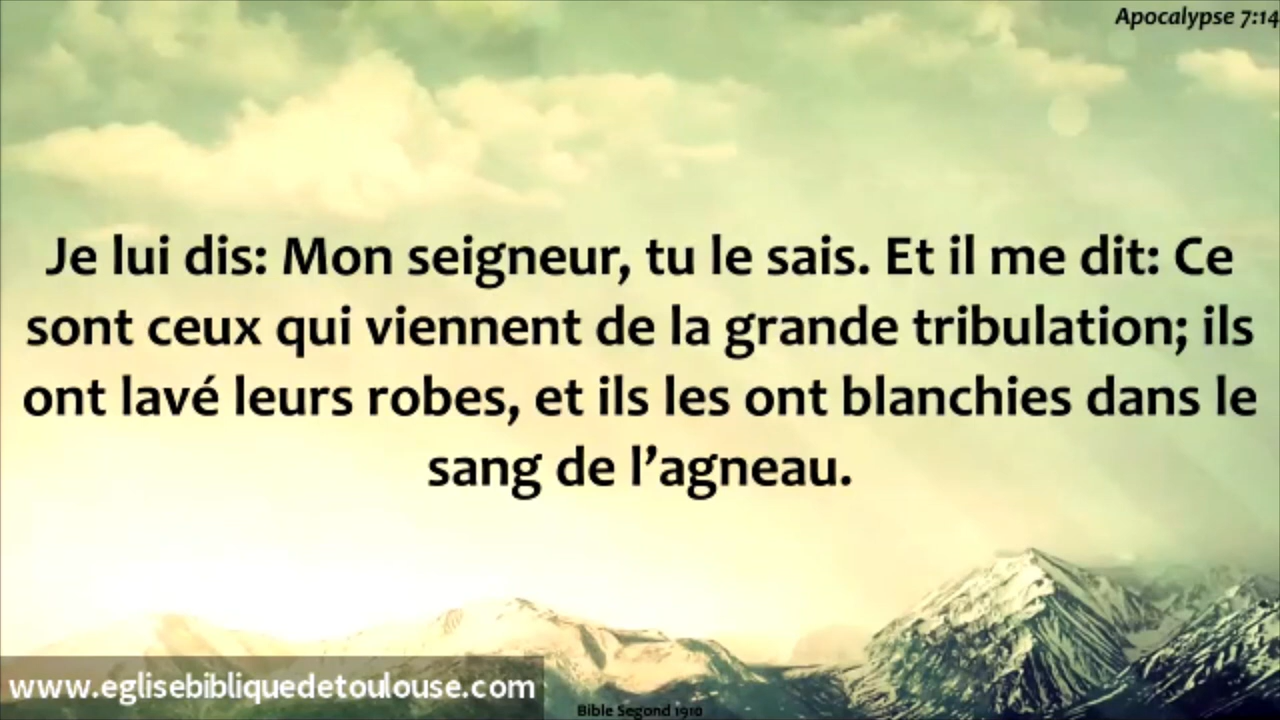 Apocalypse 7:14
Je lui dis: Mon seigneur, tu le sais. Et il me dit: Ce
sont ceux qui viennent de la grande tribulation; ils
ont lavé leurs robes, et ils les ont blanchies dans le
sang de l’agneau.
www.eglisebibliquedetoulouse.com
Bible Segond 1910